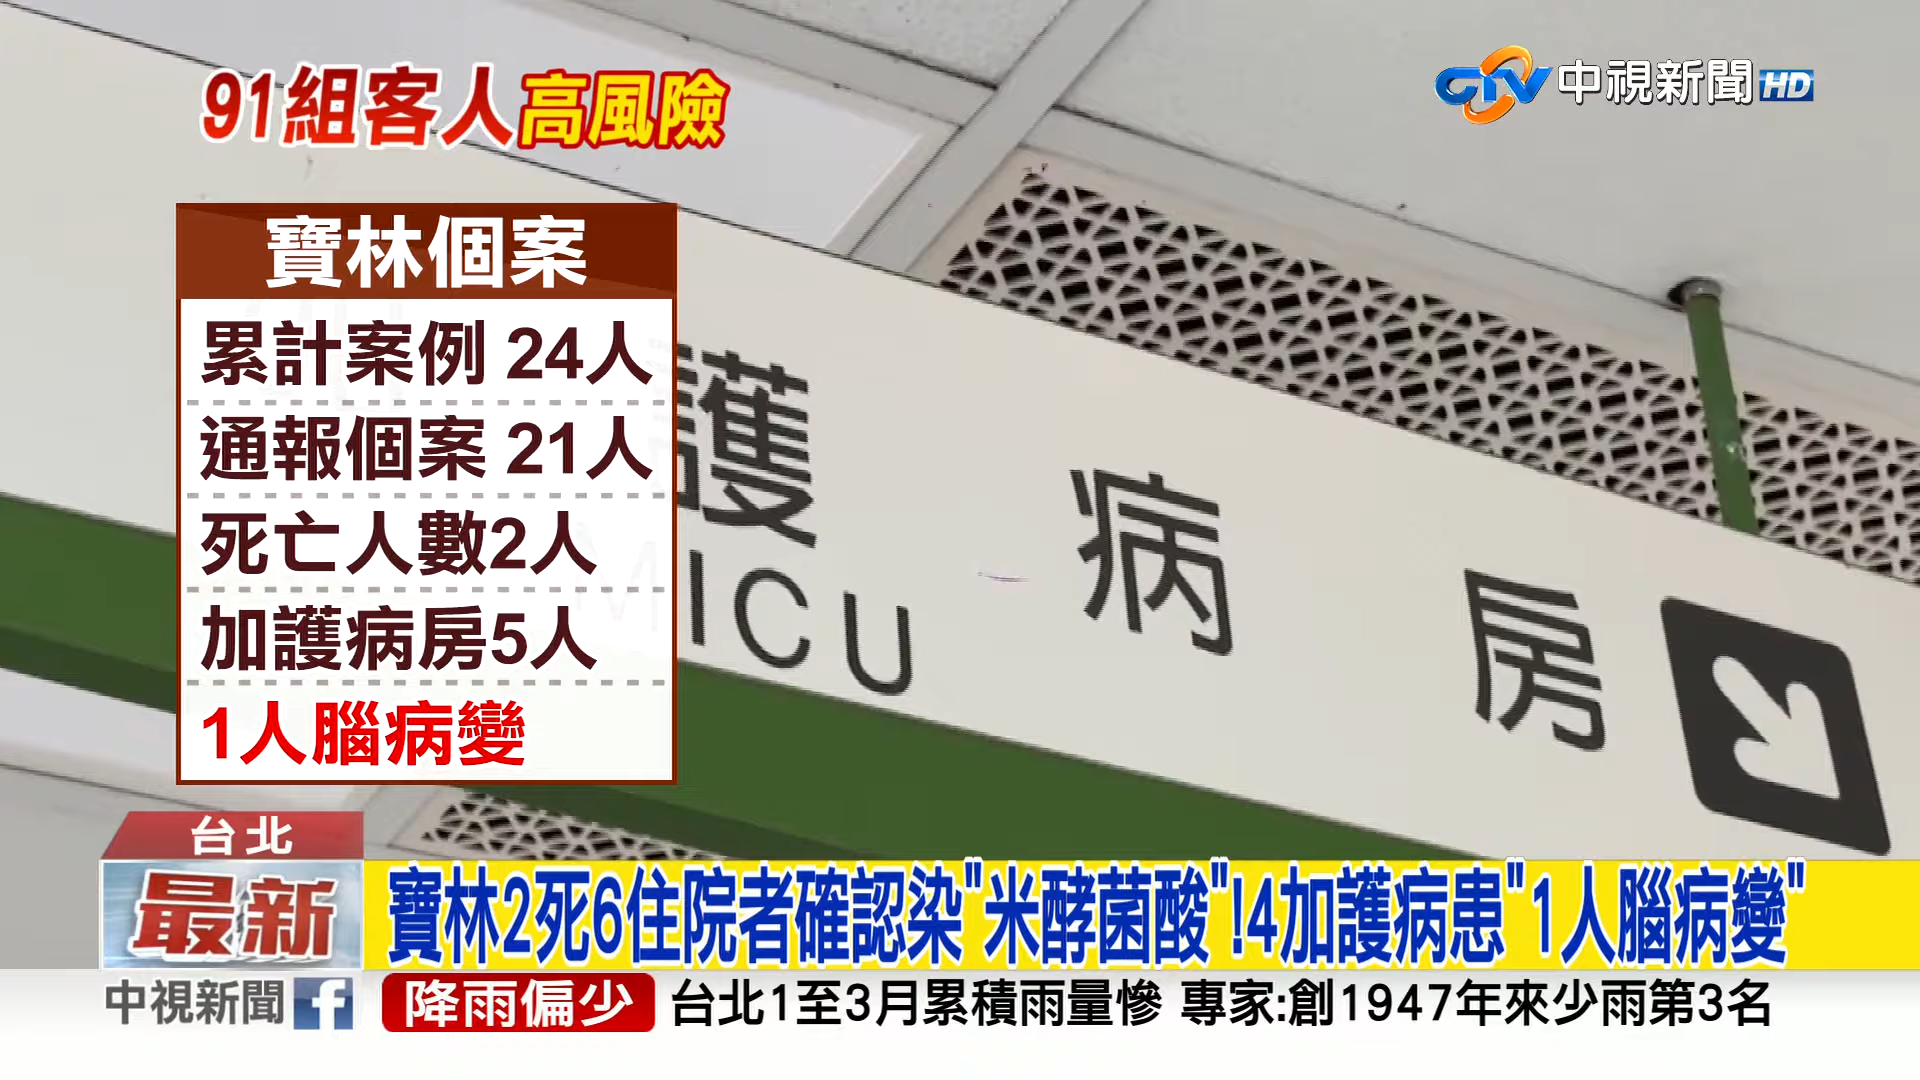 91組客人高風險
CTV中視新聞HD
寶林個案
累計案例 24人
通報個案 21人
死亡人數2人
加護病房5人
1人腦病變
護病房
MICU
台北
最新
寶林2死6住院者確認染"米酵菌酸"!4加護病患"1人腦病變"
中視新聞 f
降雨偏少
台北1至3月累積雨量慘 專家:創1947年來少雨第3名